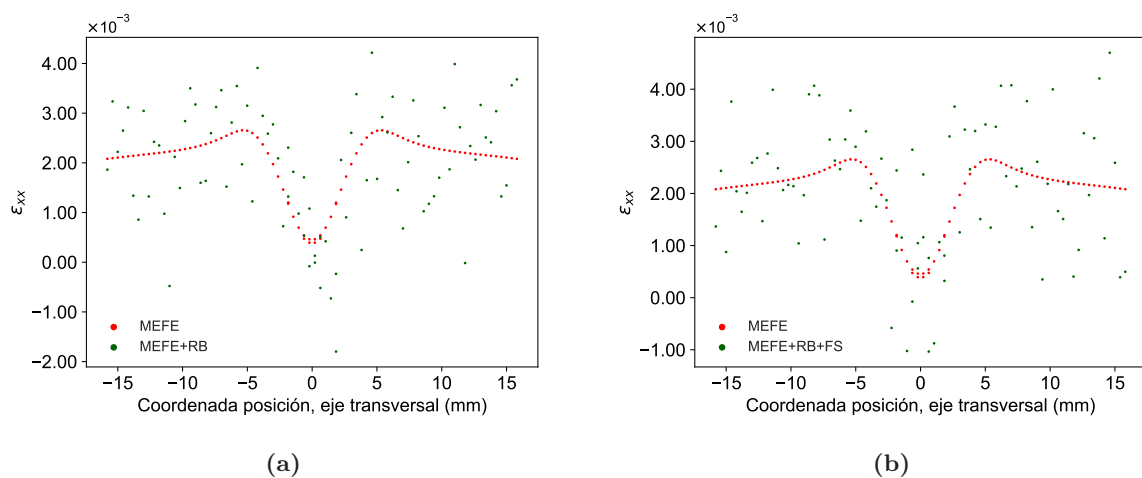 ×10⁻³
4.00
3.00
2.00
1.00
0.00
−1.00
−2.00
εxx
MEFE
MEFE+RB
−15 −10 −5 0 5 10 15
Coordenada posición, eje transversal (mm)
(a)
×10⁻³
4.00
3.00
2.00
1.00
0.00
−1.00
εxx
MEFE
MEFE+RB+FS
−15 −10 −5 0 5 10 15
Coordenada posición, eje transversal (mm)
(b)